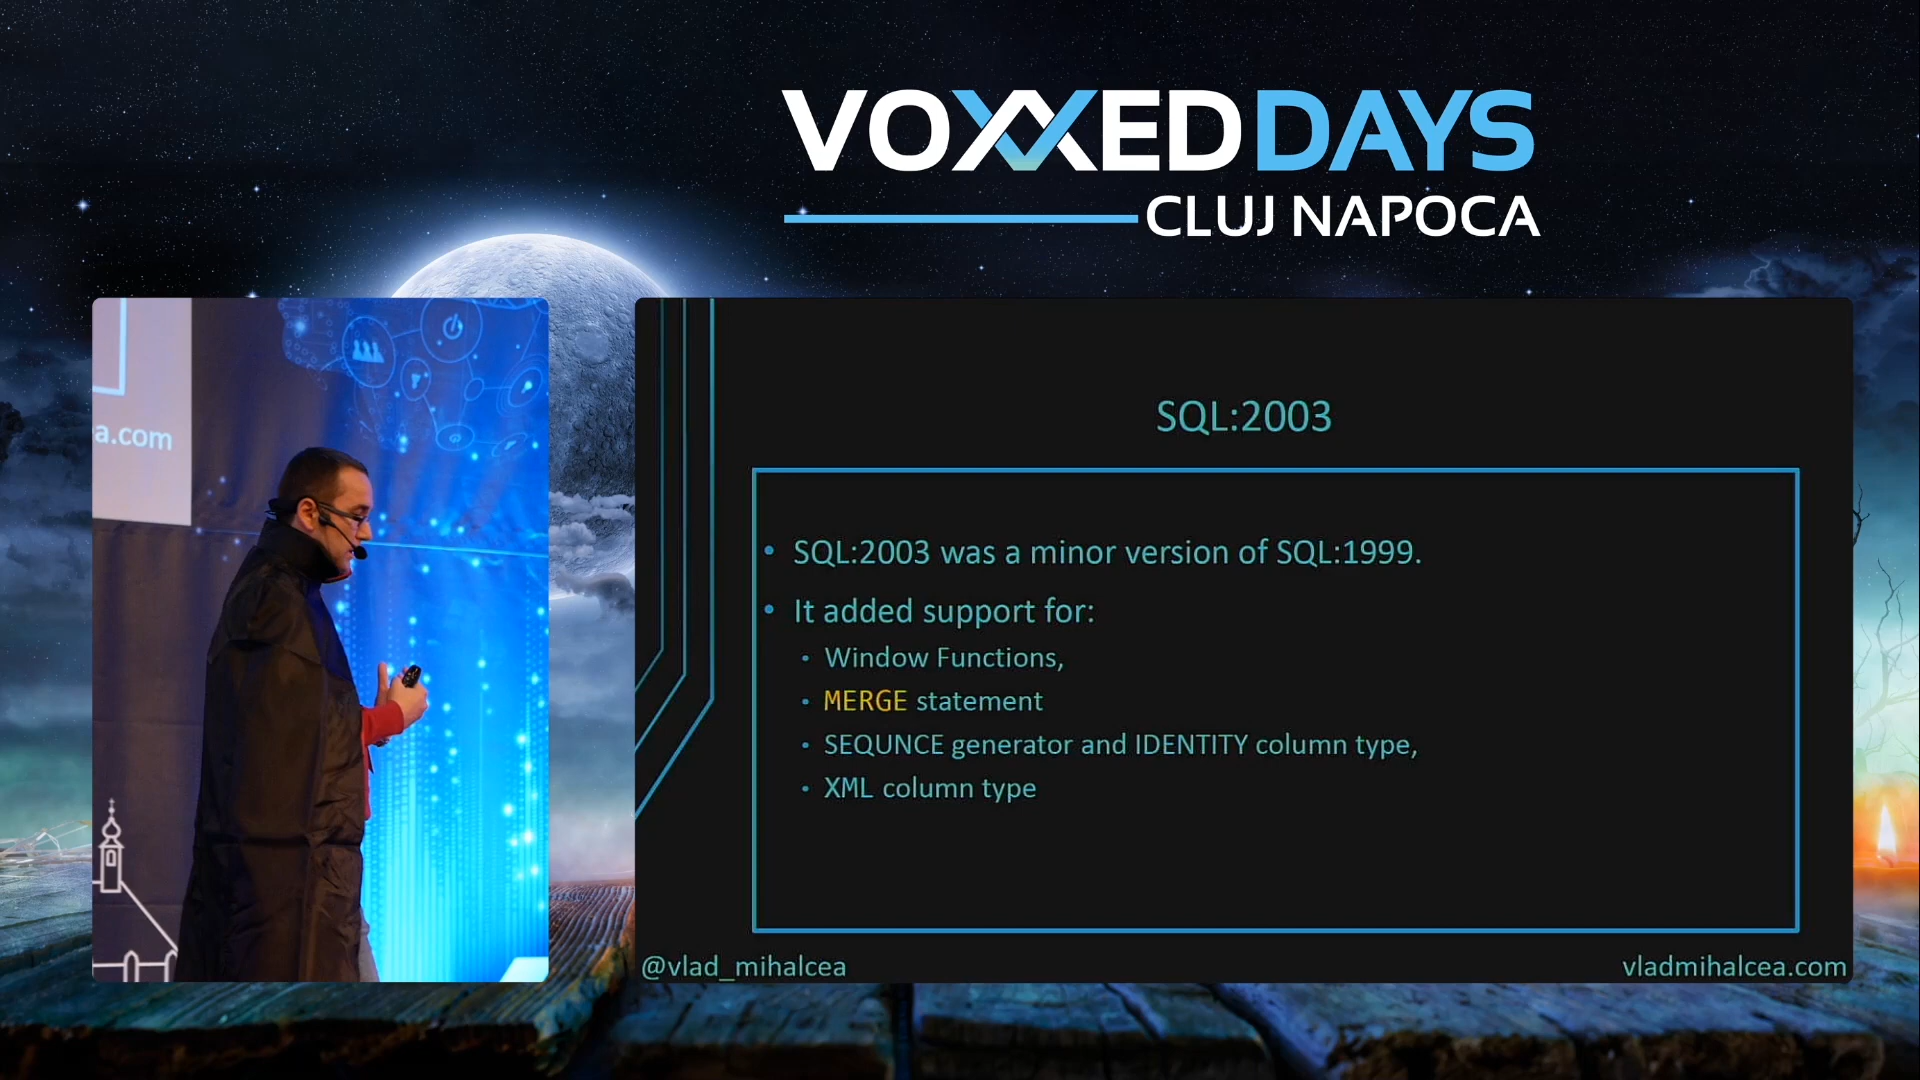 VOXXEDDAYS
CLUJ NAPOCA
a.com
SQL:2003
• SQL:2003 was a minor version of SQL:1999.
• It added support for:
• Window Functions,
• MERGE statement
• SEQUNCE generator and IDENTITY column type,
• XML column type
@vlad_mihalcea
vladmihalcea.com